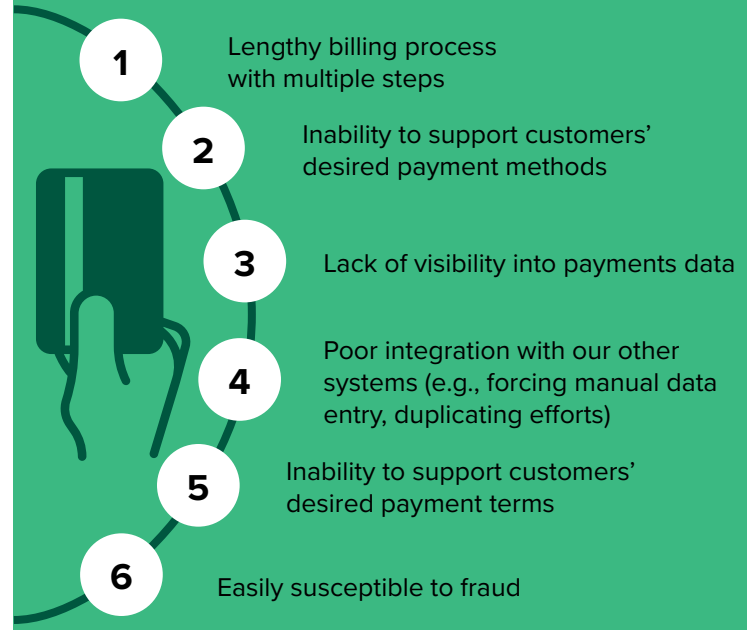 1
Lengthy billing process
with multiple steps
2
Inability to support customers’
desired payment methods
3
Lack of visibility into payments data
4
Poor integration with our other
systems (e.g., forcing manual data
entry, duplicating efforts)
5
Inability to support customers’
desired payment terms
6
Easily susceptible to fraud